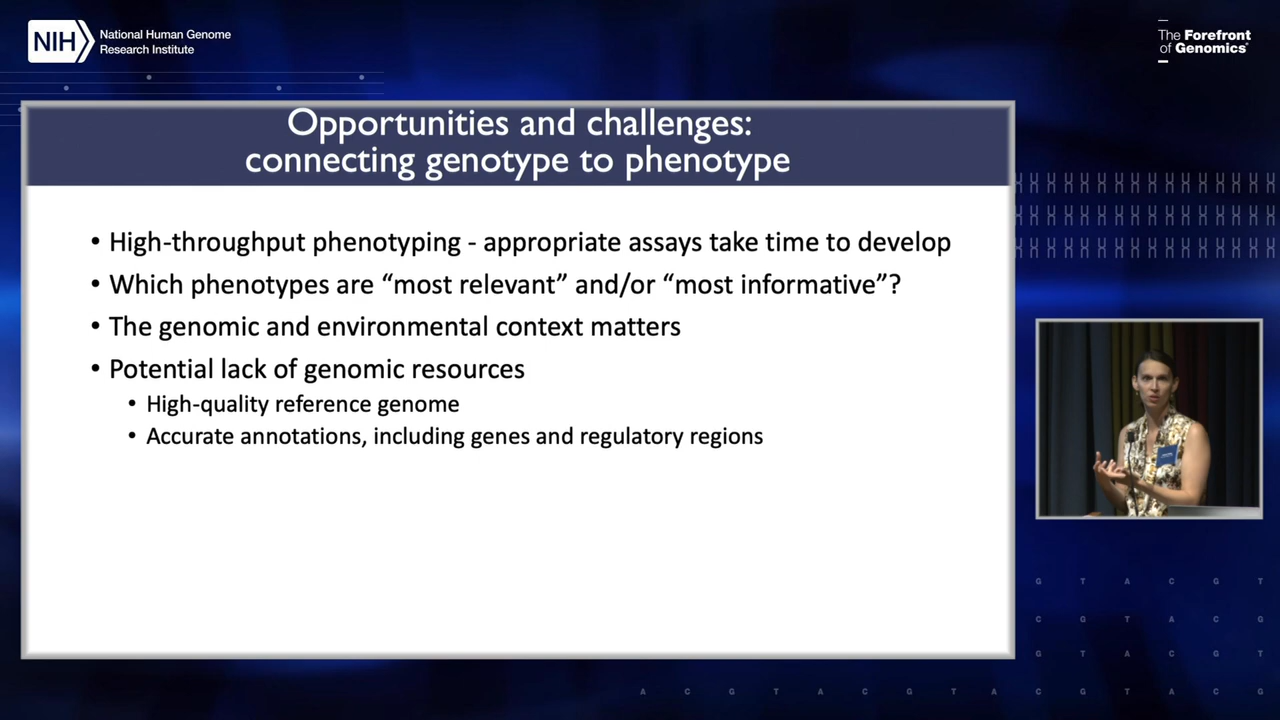 NIH
National Human Genome
Research Institute
The Forefront
of Genomics®
Opportunities and challenges:
connecting genotype to phenotype
• High-throughput phenotyping - appropriate assays take time to develop
• Which phenotypes are “most relevant” and/or “most informative”?
• The genomic and environmental context matters
• Potential lack of genomic resources
• High-quality reference genome
• Accurate annotations, including genes and regulatory regions
G T A C G T
C G T A C G
G T A C G T
A C G T A C G T A C G T A C G